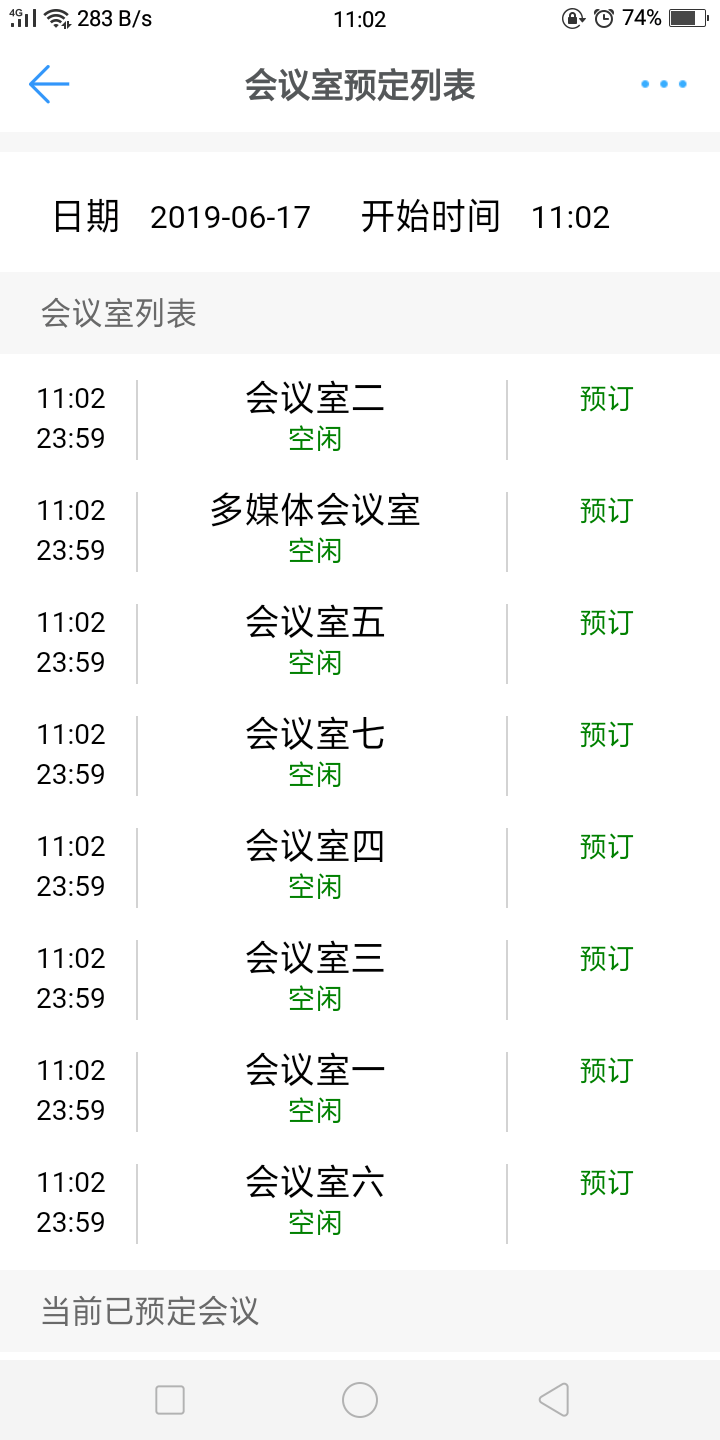 4G 283 B/s 11:02 74%
会议室预定列表
日期 2019-06-17 开始时间 11:02
会议室列表
11:02 会议室二 预订
23:59 空闲
11:02 多媒体会议室 预订
23:59 空闲
11:02 会议室五 预订
23:59 空闲
11:02 会议室七 预订
23:59 空闲
11:02 会议室四 预订
23:59 空闲
11:02 会议室三 预订
23:59 空闲
11:02 会议室一 预订
23:59 空闲
11:02 会议室六 预订
23:59 空闲
当前已预定会议